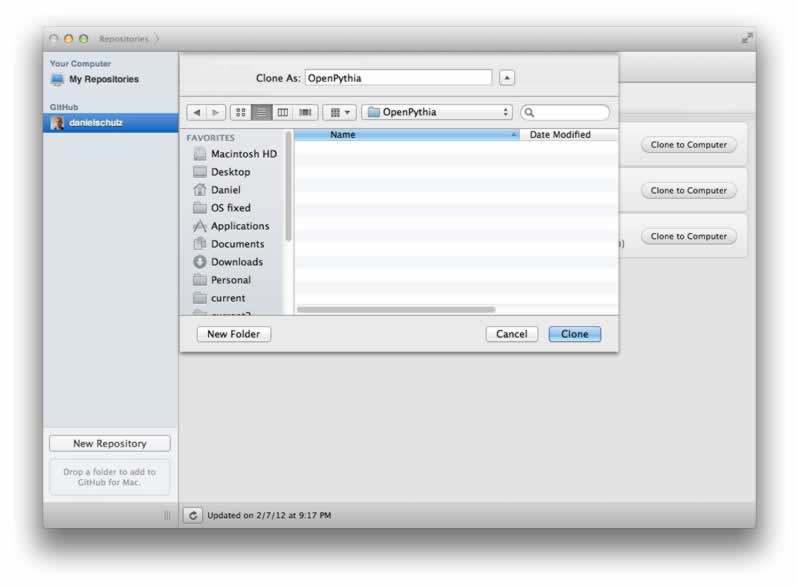 Repositories
Your Computer
My Repositories
GitHub
danielschulz
Clone As: OpenPythia
OpenPythia
FAVORITES
Macintosh HD
Desktop
Daniel
OS fixed
Applications
Documents
Downloads
Personal
current
Name
Date Modified
New Folder
Cancel
Clone
Clone to Computer
Clone to Computer
Clone to Computer
New Repository
Drop a folder to add to
GitHub for Mac.
Updated on 2/7/12 at 9:17 PM